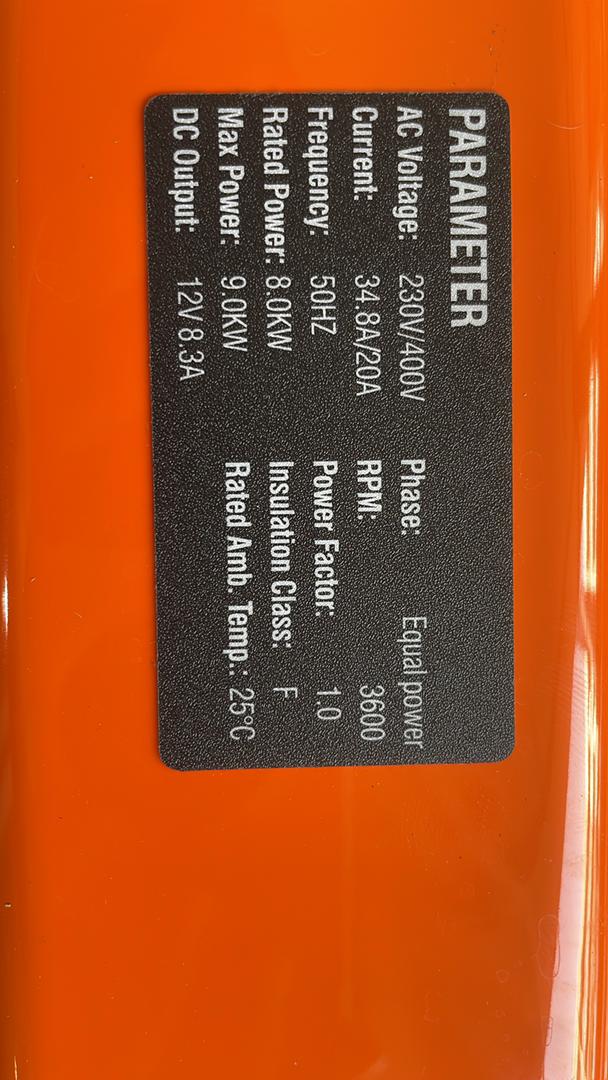 PARAMETER
AC Voltage: 230V/400V Phase: Equal power
Current: 34.8A/20A RPM: 3600
Frequency: 50HZ Power Factor: 1.0
Rated Power: 8.0KW Insulation Class: F
Max Power: 9.0KW Rated Amb. Temp.: 25°C
DC Output: 12V 8.3A